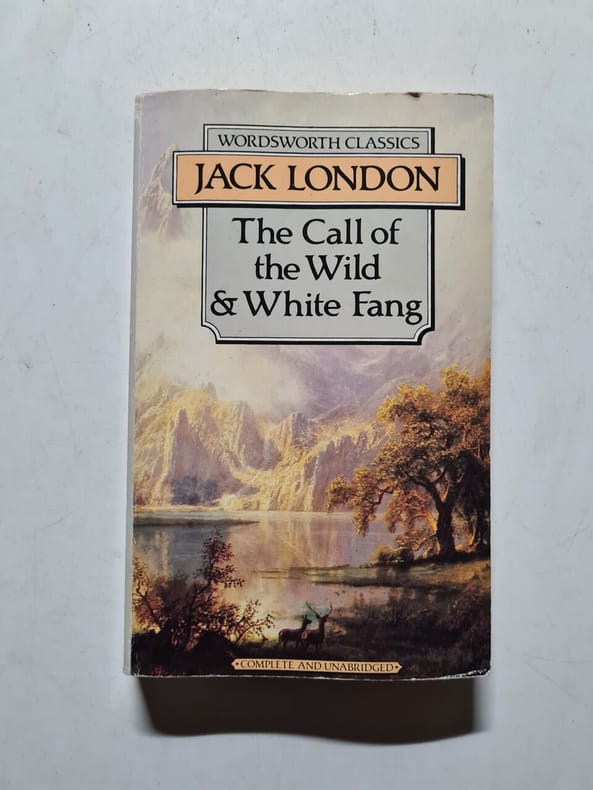 WORDSWORTH CLASSICS
JACK LONDON
The Call of
the Wild
& White Fang
•COMPLETE AND UNABRIDGED•